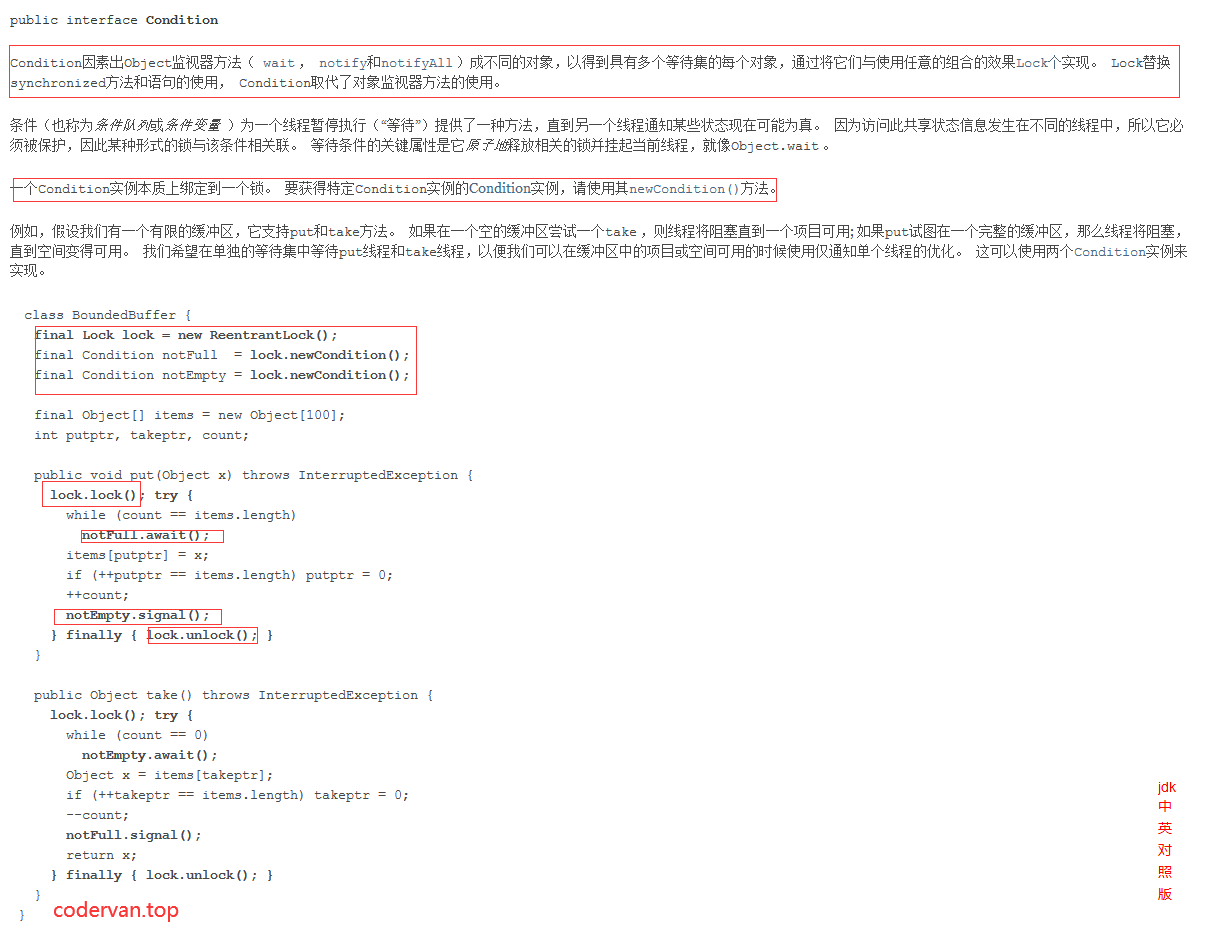 public interface Condition
Condition因素出Object监视器方法（ wait ， notify和notifyAll ）成不同的对象，以得到具有多个等待集的每个对象，通过将它们与使用任意的组合的效果Lock个实现。 Lock替换
synchronized方法和语句的使用， Condition取代了对象监视器方法的使用。
条件（也称为条件队列或条件变量 ）为一个线程暂停执行（“等待”）提供了一种方法，直到另一个线程通知某些状态现在可能为真。 因为访问此共享状态信息发生在不同的线程中，所以它必
须被保护，因此某种形式的锁与该条件相关联。 等待条件的关键属性是它原子地释放相关的锁并挂起当前线程，就像Object.wait 。
一个Condition实例本质上绑定到一个锁。 要获得特定Condition实例的Condition实例，请使用其newCondition()方法。
例如，假设我们有一个有限的缓冲区，它支持put和take方法。 如果在一个空的缓冲区尝试一个take ，则线程将阻塞直到一个项目可用; 如果put试图在一个完整的缓冲区，那么线程将阻塞，
直到空间变得可用。 我们希望在单独的等待集中等待put线程和take线程，以便我们可以在缓冲区中的项目或空间可用的时候使用仅通知单个线程的优化。 这可以使用两个Condition实例来
实现。
class BoundedBuffer {
final Lock lock = new ReentrantLock();
final Condition notFull  = lock.newCondition();
final Condition notEmpty = lock.newCondition();
final Object[] items = new Object[100];
int putptr, takeptr, count;
public void put(Object x) throws InterruptedException {
lock.lock(); try {
while (count == items.length)
notFull.await();
items[putptr] = x;
if (++putptr == items.length) putptr = 0;
++count;
notEmpty.signal();
} finally { lock.unlock(); }
}
public Object take() throws InterruptedException {
lock.lock(); try {
while (count == 0)
notEmpty.await();
Object x = items[takeptr];
if (++takeptr == items.length) takeptr = 0;
--count;
notFull.signal();
return x;
} finally { lock.unlock(); }
}
}
codervan.top
jdk
中
英
对
照
版